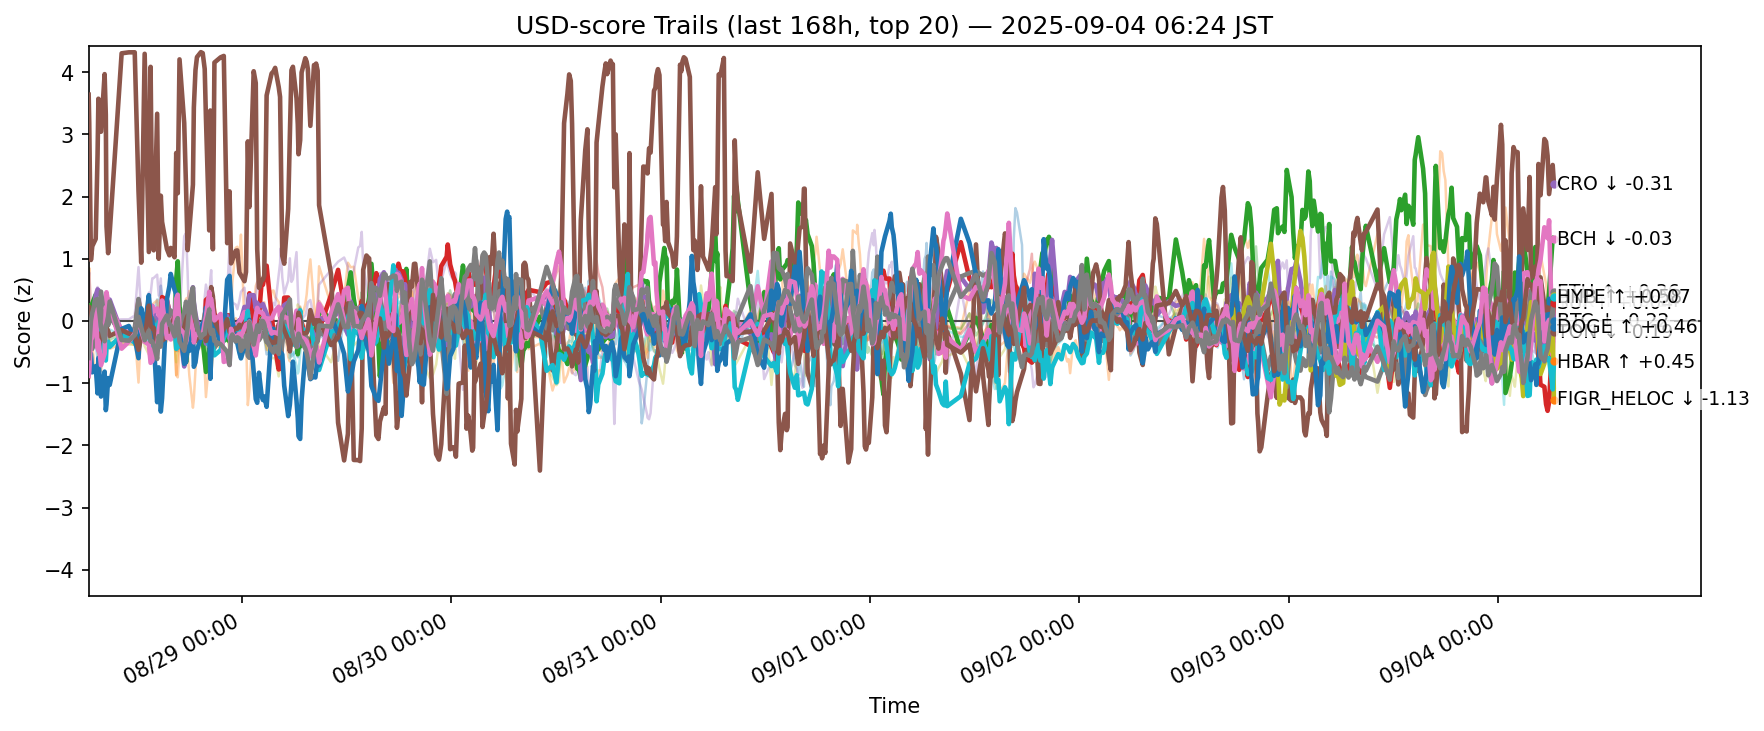 USD-score Trails (last 168h, top 20) — 2025-09-04 06:24 JST
4
3
2
1
0
−1
−2
−3
−4
Score (z)
CRO ↓ -0.31
BCH ↓ -0.03
HYPE ↑ +0.07
DOGE ↑ +0.46
HBAR ↑ +0.45
FIGR_HELOC ↓ -1.13
08/29 00:00
08/30 00:00
08/31 00:00
09/01 00:00
09/02 00:00
09/03 00:00
09/04 00:00
Time